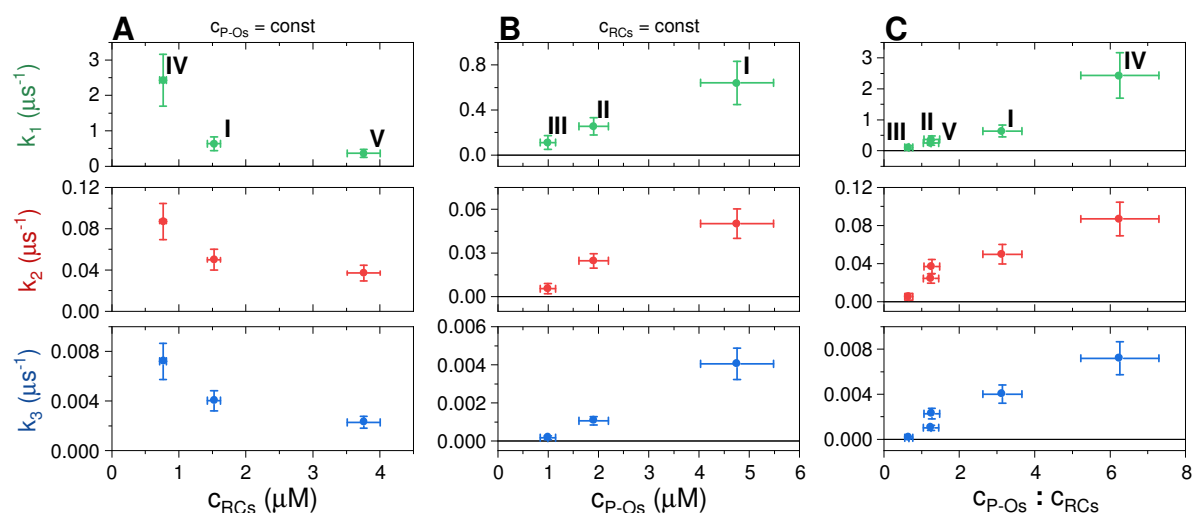 A
c_P-Os = const
B
c_RCs = const
C
k₁ (μs⁻¹)
3
2
1
0
IV
I
V
0.8
0.4
0.0
III
II
I
3
2
1
0
III
II
V
I
IV
k₂ (μs⁻¹)
0.12
0.08
0.04
0.00
0.06
0.03
0.00
0.12
0.08
0.04
0.00
k₃ (μs⁻¹)
0.008
0.004
0.000
0.006
0.004
0.002
0.000
0.008
0.004
0.000
0 1 2 3 4
0 1 2 3 4 5 6
0 2 4 6 8
c_RCs (μM)
c_P-Os (μM)
c_P-Os : c_RCs